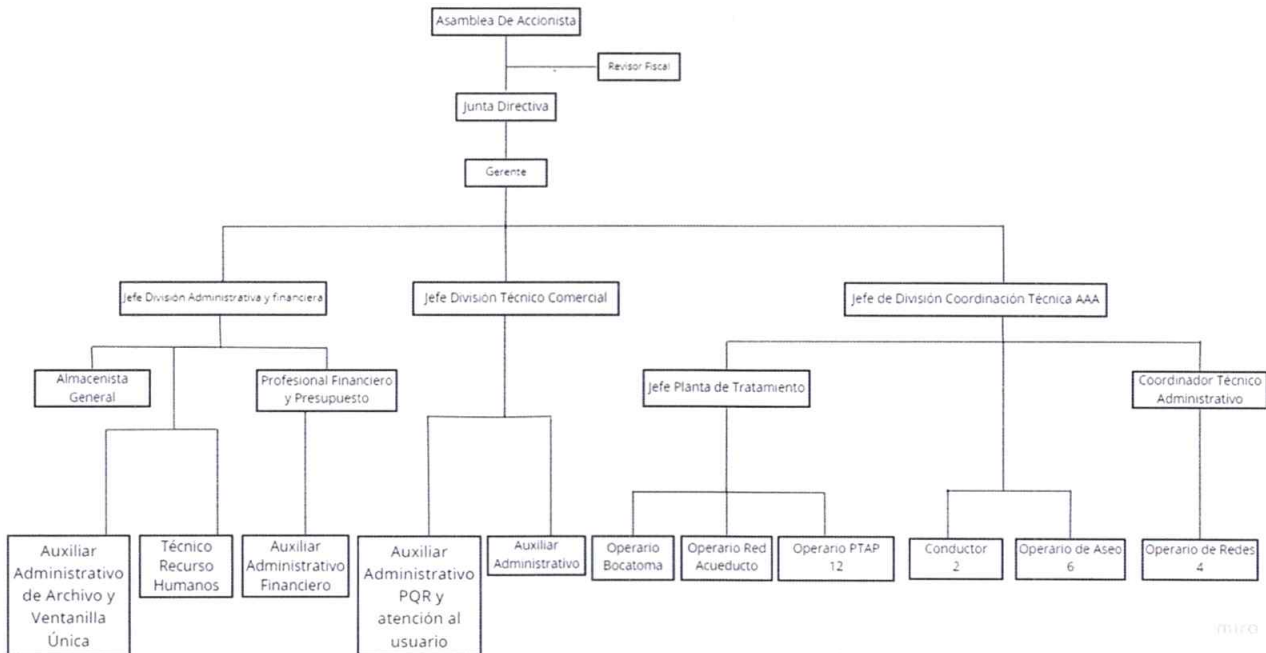 Asamblea De Accionista
Revisor Fiscal
Junta Directiva
Gerente
Jefe División Administrativa y financiera
Jefe División Técnico Comercial
Jefe de División Coordinación Técnica AAA
Almacenista
General
Profesional Financiero
y Presupuesto
Jefe Planta de Tratamiento
Coordinador Técnico
Administrativo
Auxiliar
Administrativo
de Archivo y
Ventanilla
Única
Técnico
Recurso
Humanos
Auxiliar
Administrativo
Financiero
Auxiliar
Administrativo
PQR y
atención al
usuario
Auxiliar
Administrativo
Operario
Bocatoma
Operario Red
Acueducto
Operario PTAP
12
Conductor
2
Operario de Aseo
6
Operario de Redes
4
miro